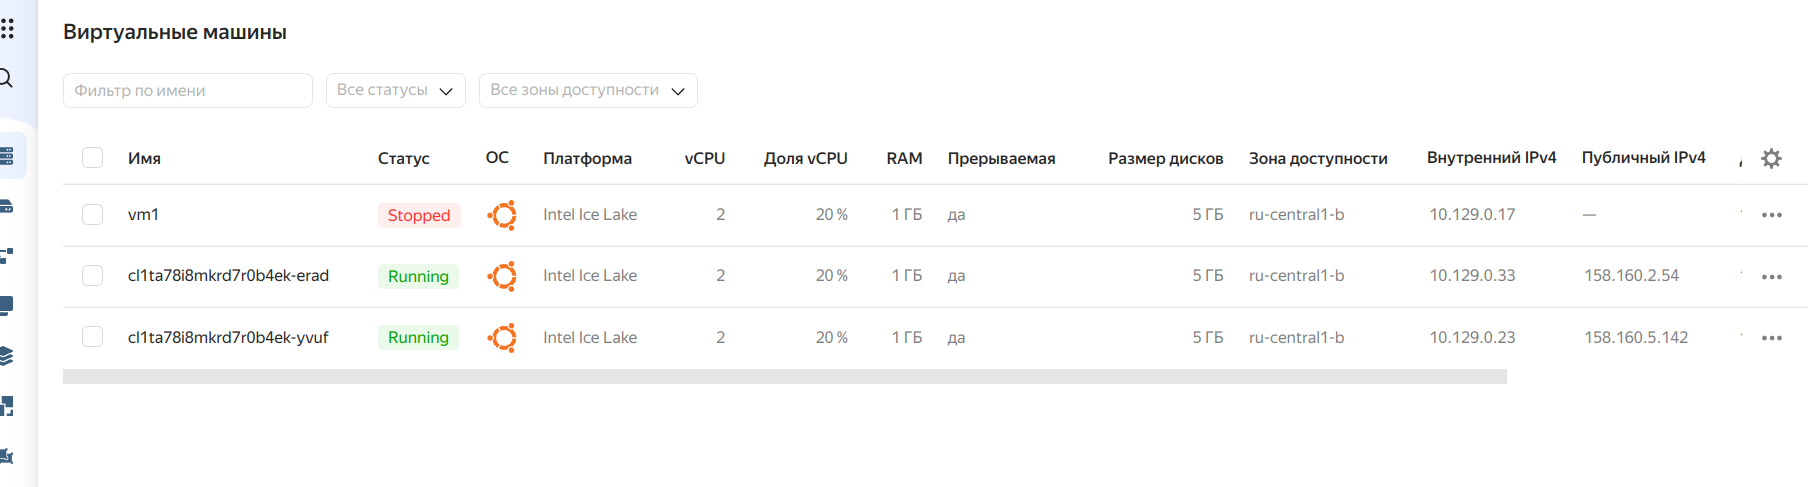 Виртуальные машины
Фильтр по имени Все статусы Все зоны доступности
Имя Статус ОС Платформа vCPU Доля vCPU RAM Прерываемая Размер дисков Зона доступности Внутренний IPv4 Публичный IPv4
vm1 Stopped Intel Ice Lake 2 20 % 1 ГБ да 5 ГБ ru-central1-b 10.129.0.17 —
cl1ta78i8mkrd7r0b4ek-erad Running Intel Ice Lake 2 20 % 1 ГБ да 5 ГБ ru-central1-b 10.129.0.33 158.160.2.54
cl1ta78i8mkrd7r0b4ek-yvuf Running Intel Ice Lake 2 20 % 1 ГБ да 5 ГБ ru-central1-b 10.129.0.23 158.160.5.142